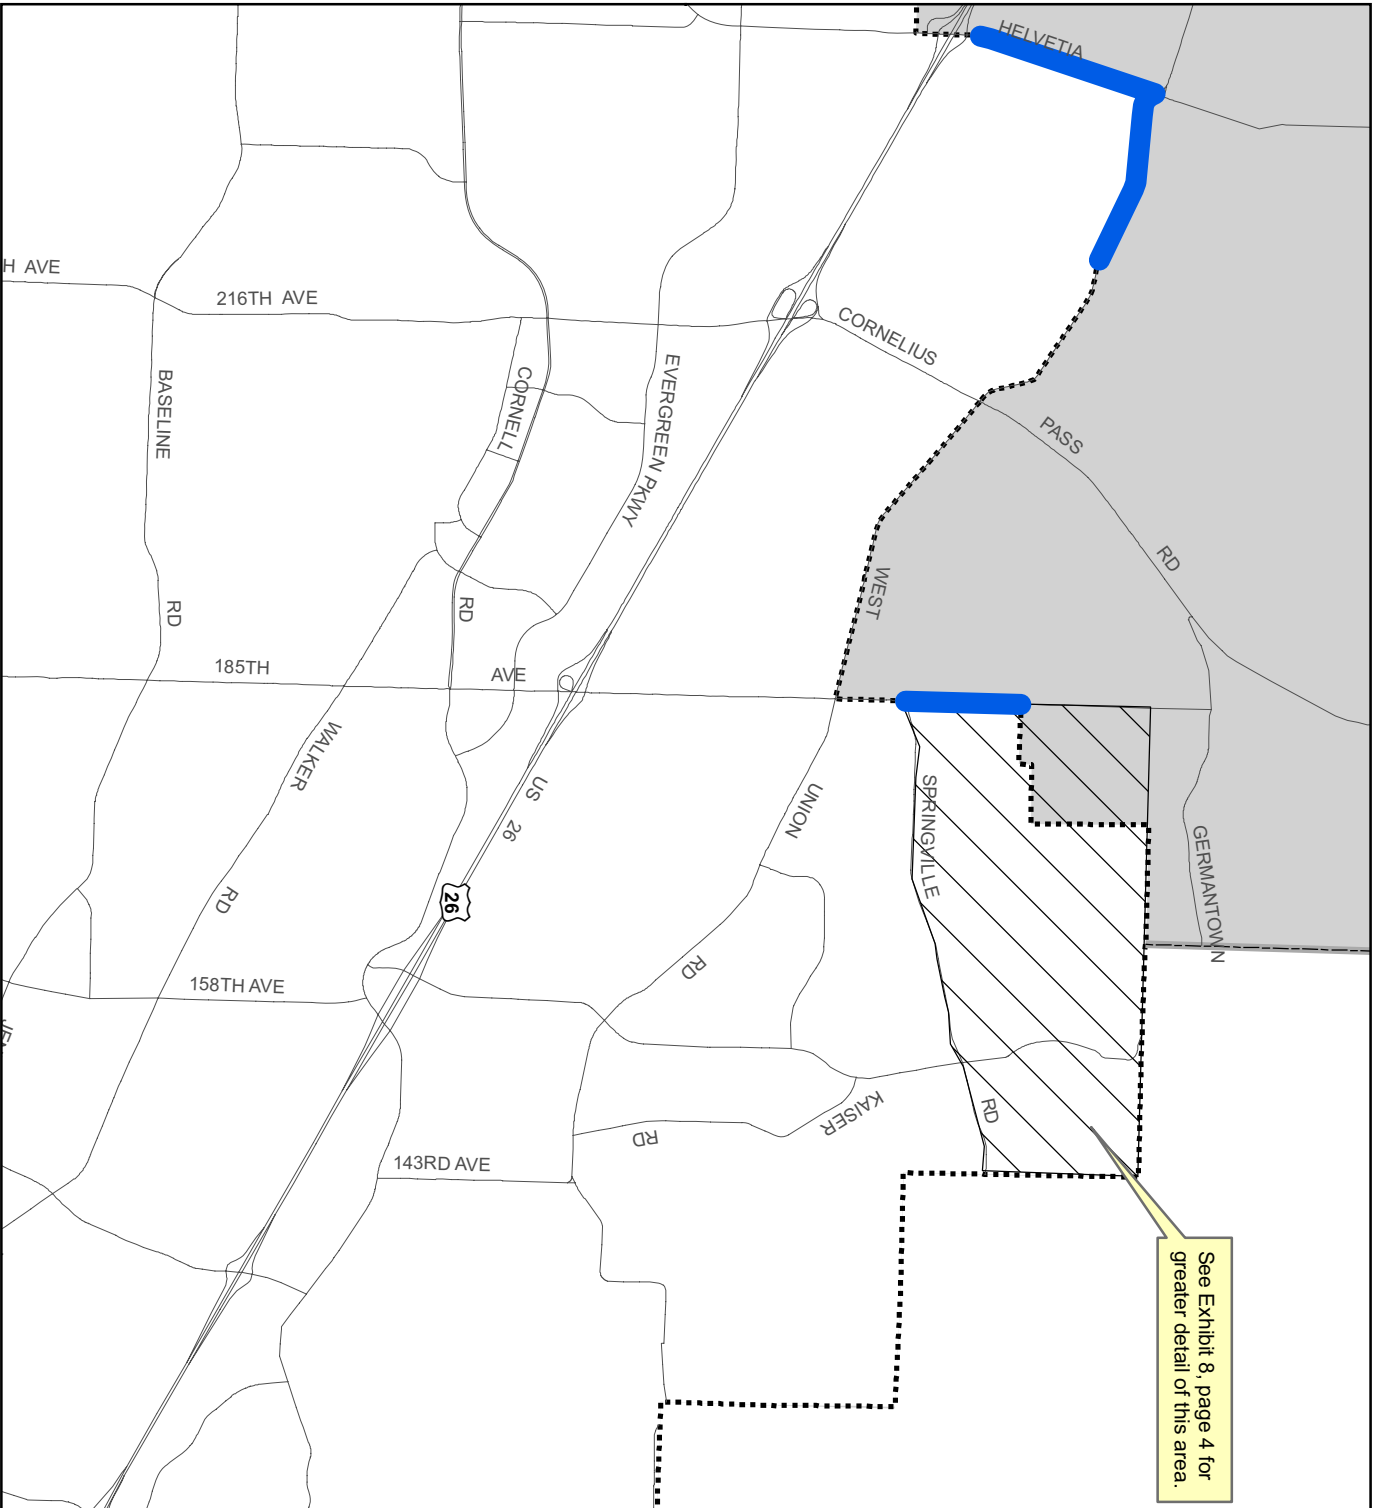 HELVETIA
H AVE
216TH AVE
CORNELIUS
PASS
RD
BASELINE
RD
CORNELL
RD
EVERGREEN PKWY
WEST
UNION
RD
185TH
AVE
WALKER
RD
US 26
26
SPRINGVILLE
RD
GERMANTOWN
158TH AVE
KAISER
RD
143RD AVE
See Exhibit 8, page 4 for
greater detail of this area.